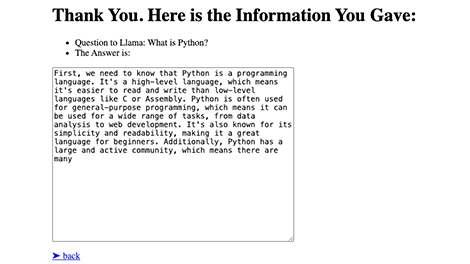 Thank You. Here is the Information You Gave:
• Question to Llama: What is Python?
• The Answer is:
First, we need to know that Python is a programming
language. It's a high-level language, which means
it's easier to read and write than low-level
languages like C or Assembly. Python is often used
for general-purpose programming, which means it can
be used for a wide range of tasks, from data
analysis to web development. It's also known for its
simplicity and readability, making it a great
language for beginners. Additionally, Python has a
large and active community, which means there are
many
➤ back